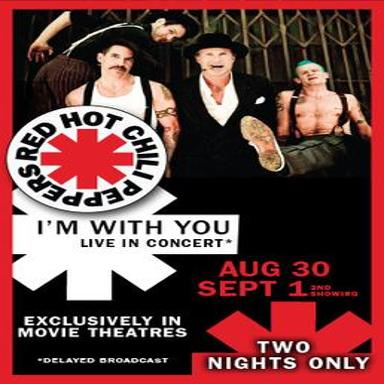 RED HOT CHILI PEPPERS
I'M WITH YOU
LIVE IN CONCERT*
AUG 30
SEPT 1 2ND SHOWING
EXCLUSIVELY IN
MOVIE THEATRES
*DELAYED BROADCAST
TWO
NIGHTS ONLY